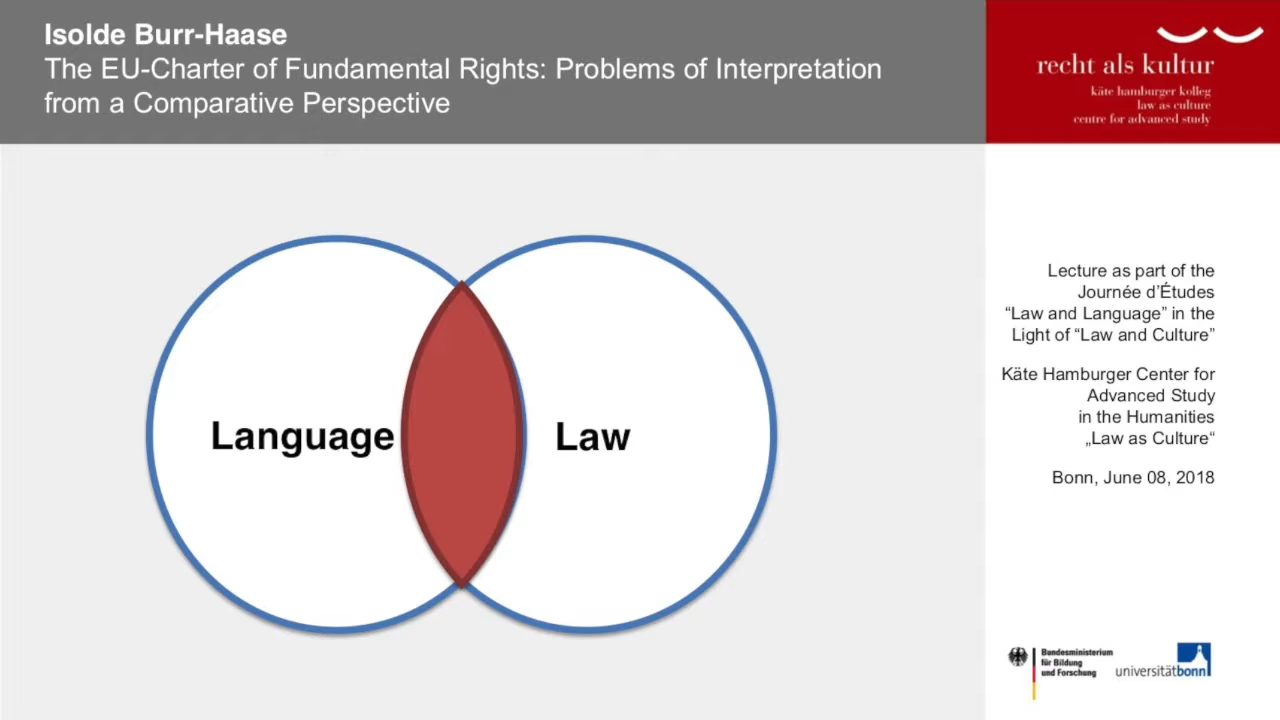 Isolde Burr-Haase
The EU-Charter of Fundamental Rights: Problems of Interpretation
from a Comparative Perspective
recht als kultur
käte hamburger kolleg
law as culture
centre for advanced study
Language
Law
Lecture as part of the
Journée d’Études
“Law and Language” in the
Light of “Law and Culture”
Käte Hamburger Center for
Advanced Study
in the Humanities
„Law as Culture“
Bonn, June 08, 2018
Bundesministerium
für Bildung
und Forschung
universitätbonn